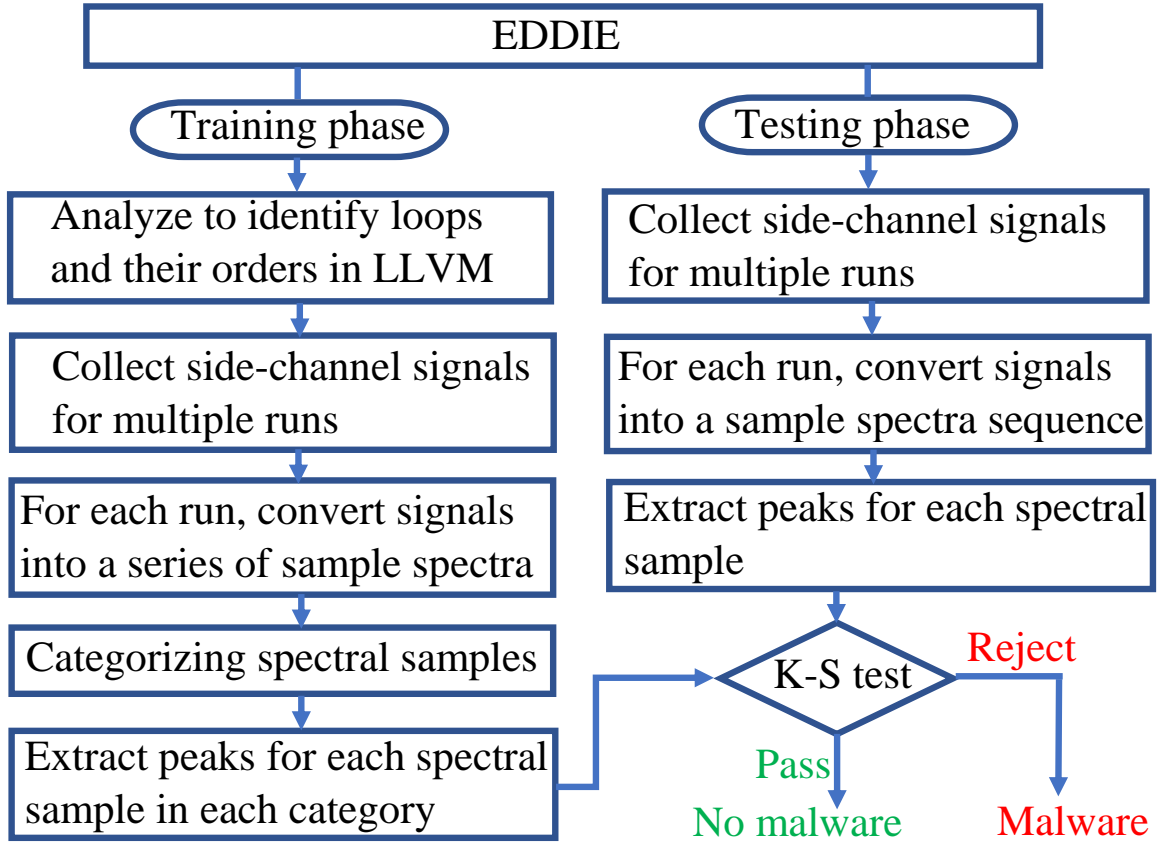 EDDIE
Training phase
Analyze to identify loops
and their orders in LLVM
Collect side-channel signals
for multiple runs
For each run, convert signals
into a series of sample spectra
Categorizing spectral samples
Extract peaks for each spectral
sample in each category
Testing phase
Collect side-channel signals
for multiple runs
For each run, convert signals
into a sample spectra sequence
Extract peaks for each spectral
sample
K-S test
Reject
Pass
No malware
Malware